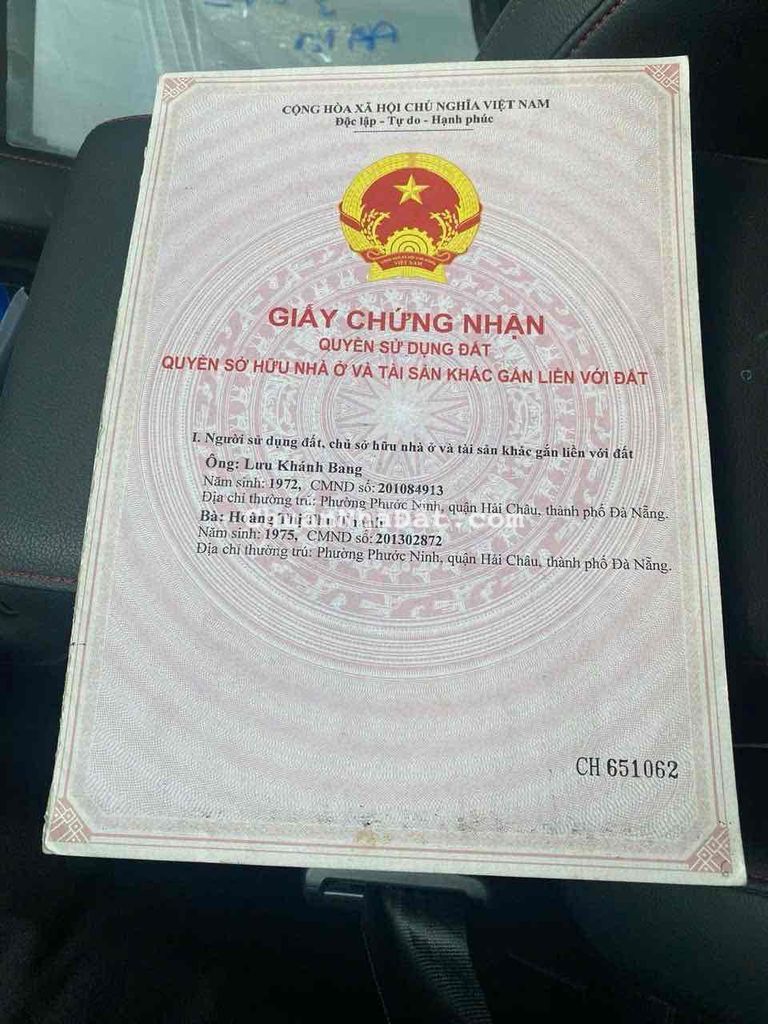 CỘNG HÒA XÃ HỘI CHỦ NGHĨA VIỆT NAM
Độc lập - Tự do - Hạnh phúc
VIỆT NAM
GIẤY CHỨNG NHẬN
QUYỀN SỬ DỤNG ĐẤT
QUYỀN SỞ HỮU NHÀ Ở VÀ TÀI SẢN KHÁC GẮN LIỀN VỚI ĐẤT
I. Người sử dụng đất, chủ sở hữu nhà ở và tài sản khác gắn liền với đất
Ông: Lưu Khánh Bang
Năm sinh: 1972, CMND số: 201084913
Địa chỉ thường trú: Phường Phước Ninh, quận Hải Châu, thành phố Đà Nẵng.
Bà: Hoàng Thị
Năm sinh: 1975, CMND số: 201302872
Địa chỉ thường trú: Phường Phước Ninh, quận Hải Châu, thành phố Đà Nẵng.
CH 651062